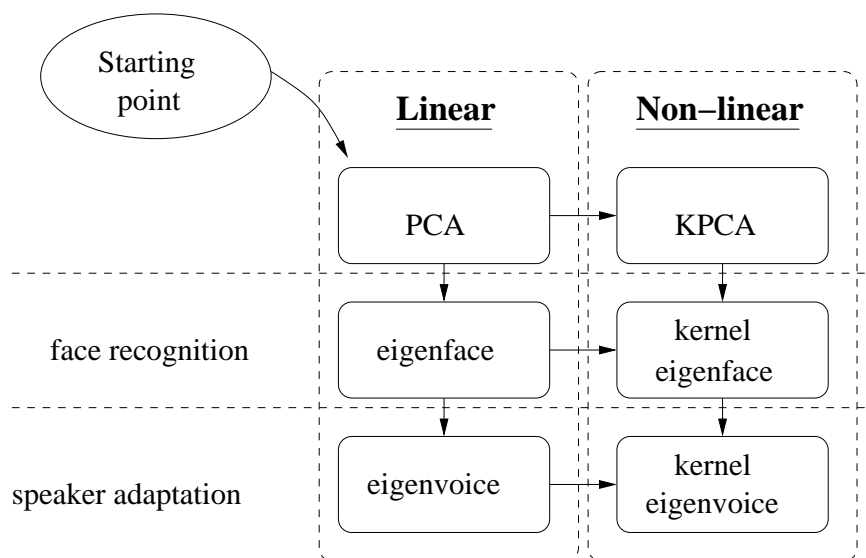 Starting
point
Linear
Non−linear
PCA
KPCA
face recognition
eigenface
kernel
eigenface
speaker adaptation
eigenvoice
kernel
eigenvoice